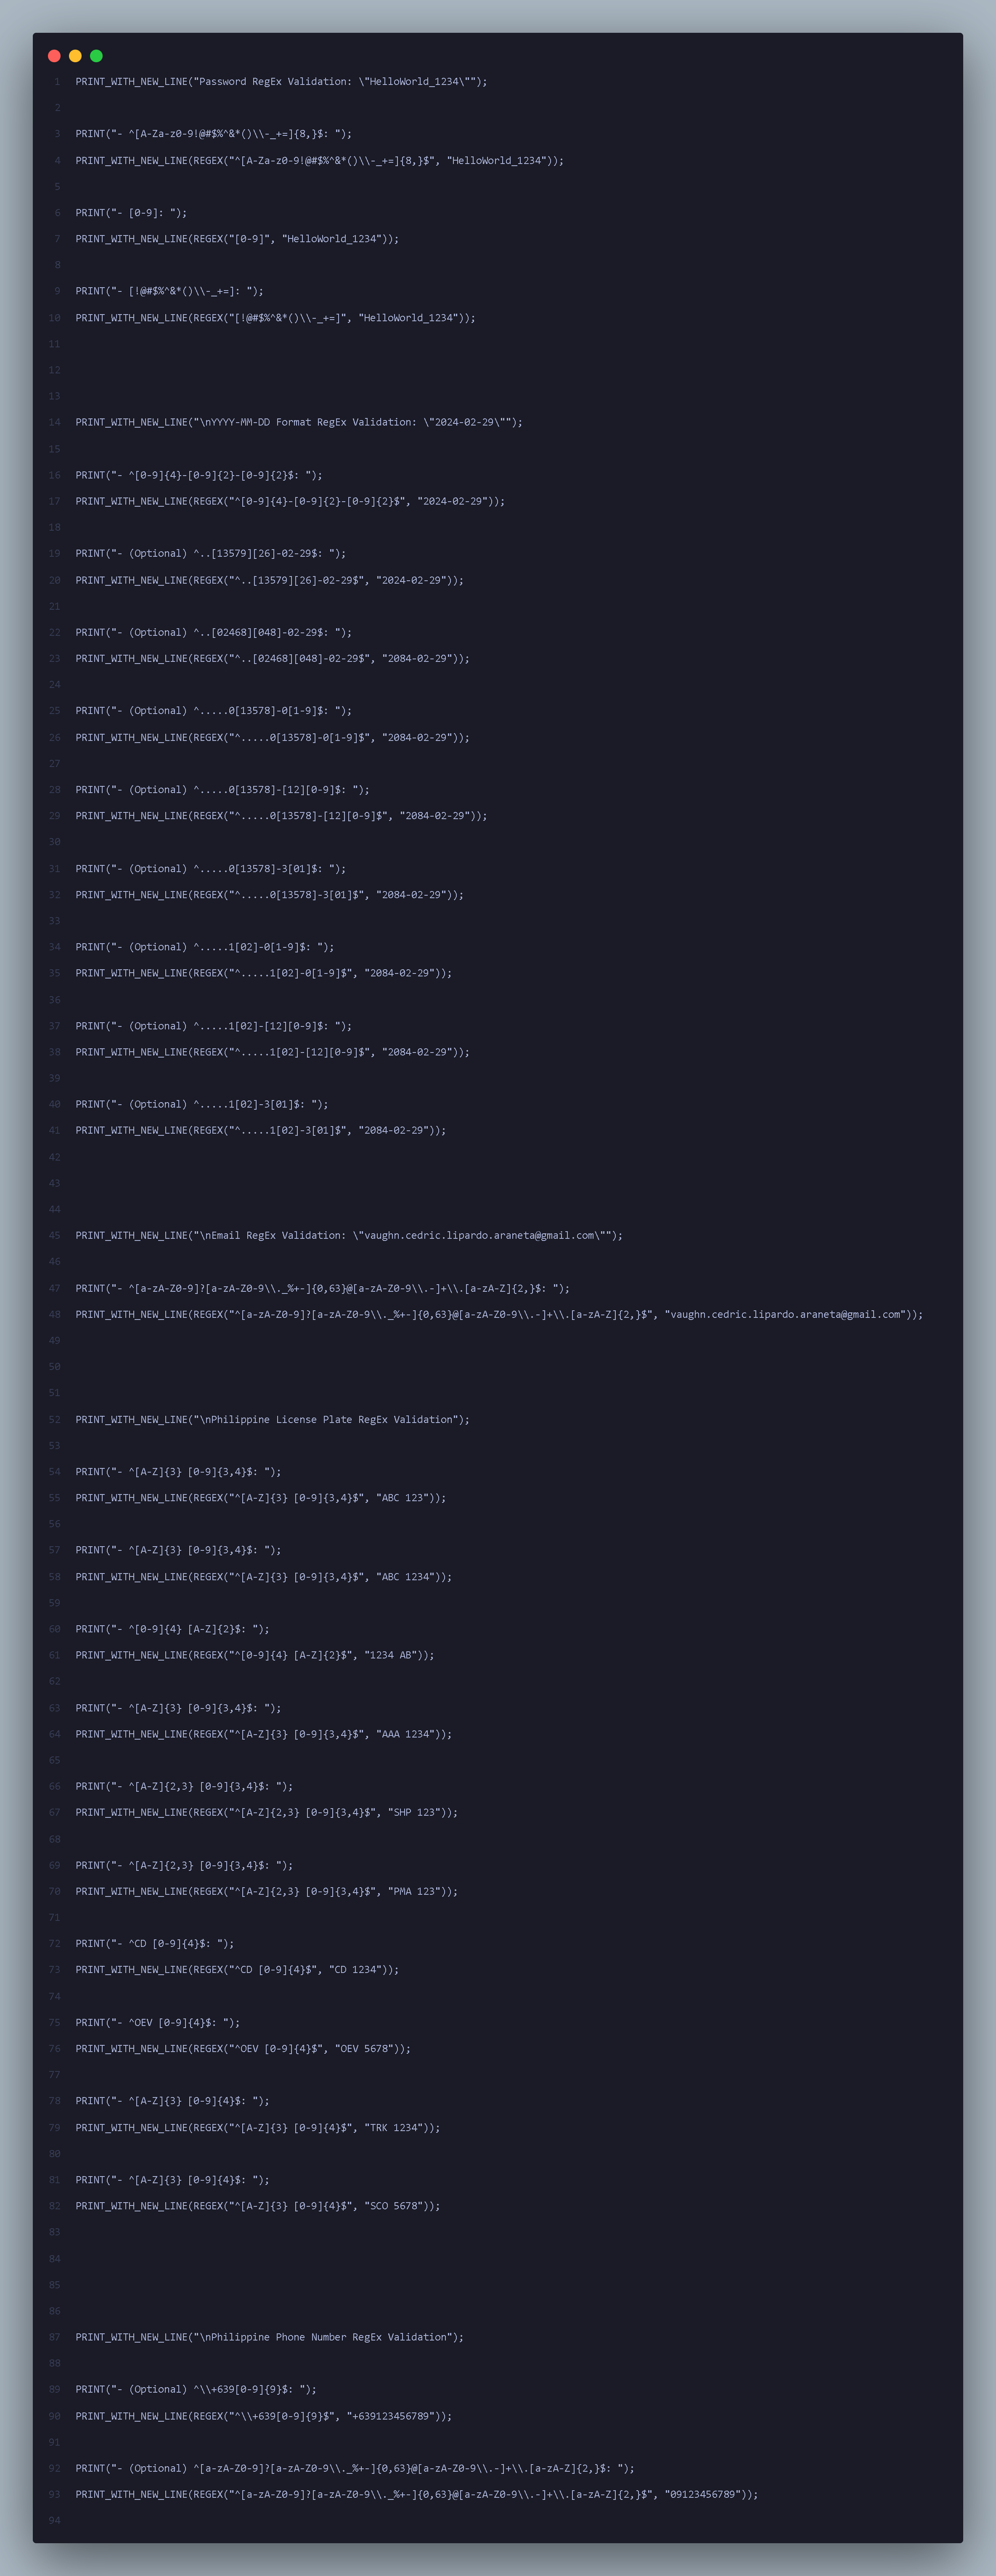 1 PRINT_WITH_NEW_LINE("Password RegEx Validation: \"HelloWorld_1234\"");
2
3 PRINT("- ^[A-Za-z0-9!@#$%^&*()\\-_+=]{8,}$: ");
4 PRINT_WITH_NEW_LINE(REGEX("^[A-Za-z0-9!@#$%^&*()\\-_+=]{8,}$", "HelloWorld_1234"));
5
6 PRINT("- [0-9]: ");
7 PRINT_WITH_NEW_LINE(REGEX("[0-9]", "HelloWorld_1234"));
8
9 PRINT("- [!@#$%^&*()\\-_+=]: ");
10 PRINT_WITH_NEW_LINE(REGEX("[!@#$%^&*()\\-_+=]", "HelloWorld_1234"));
11
12
13
14 PRINT_WITH_NEW_LINE("\nYYYY-MM-DD Format RegEx Validation: \"2024-02-29\"");
15
16 PRINT("- ^[0-9]{4}-[0-9]{2}-[0-9]{2}$: ");
17 PRINT_WITH_NEW_LINE(REGEX("^[0-9]{4}-[0-9]{2}-[0-9]{2}$", "2024-02-29"));
18
19 PRINT("- (Optional) ^..[13579][26]-02-29$: ");
20 PRINT_WITH_NEW_LINE(REGEX("^..[13579][26]-02-29$", "2024-02-29"));
21
22 PRINT("- (Optional) ^..[02468][048]-02-29$: ");
23 PRINT_WITH_NEW_LINE(REGEX("^..[02468][048]-02-29$", "2084-02-29"));
24
25 PRINT("- (Optional) ^.....0[13578]-0[1-9]$: ");
26 PRINT_WITH_NEW_LINE(REGEX("^.....0[13578]-0[1-9]$", "2084-02-29"));
27
28 PRINT("- (Optional) ^.....0[13578]-[12][0-9]$: ");
29 PRINT_WITH_NEW_LINE(REGEX("^.....0[13578]-[12][0-9]$", "2084-02-29"));
30
31 PRINT("- (Optional) ^.....0[13578]-3[01]$: ");
32 PRINT_WITH_NEW_LINE(REGEX("^.....0[13578]-3[01]$", "2084-02-29"));
33
34 PRINT("- (Optional) ^.....1[02]-0[1-9]$: ");
35 PRINT_WITH_NEW_LINE(REGEX("^.....1[02]-0[1-9]$", "2084-02-29"));
36
37 PRINT("- (Optional) ^.....1[02]-[12][0-9]$: ");
38 PRINT_WITH_NEW_LINE(REGEX("^.....1[02]-[12][0-9]$", "2084-02-29"));
39
40 PRINT("- (Optional) ^.....1[02]-3[01]$: ");
41 PRINT_WITH_NEW_LINE(REGEX("^.....1[02]-3[01]$", "2084-02-29"));
42
43
44
45 PRINT_WITH_NEW_LINE("\nEmail RegEx Validation: \"vaughn.cedric.lipardo.araneta@gmail.com\"");
46
47 PRINT("- ^[a-zA-Z0-9]?[a-zA-Z0-9\\._%+-]{0,63}@[a-zA-Z0-9\\.-]+\\.[a-zA-Z]{2,}$: ");
48 PRINT_WITH_NEW_LINE(REGEX("^[a-zA-Z0-9]?[a-zA-Z0-9\\._%+-]{0,63}@[a-zA-Z0-9\\.-]+\\.[a-zA-Z]{2,}$", "vaughn.cedric.lipardo.araneta@gmail.com"));
49
50
51
52 PRINT_WITH_NEW_LINE("\nPhilippine License Plate RegEx Validation");
53
54 PRINT("- ^[A-Z]{3} [0-9]{3,4}$: ");
55 PRINT_WITH_NEW_LINE(REGEX("^[A-Z]{3} [0-9]{3,4}$", "ABC 123"));
56
57 PRINT("- ^[A-Z]{3} [0-9]{3,4}$: ");
58 PRINT_WITH_NEW_LINE(REGEX("^[A-Z]{3} [0-9]{3,4}$", "ABC 1234"));
59
60 PRINT("- ^[0-9]{4} [A-Z]{2}$: ");
61 PRINT_WITH_NEW_LINE(REGEX("^[0-9]{4} [A-Z]{2}$", "1234 AB"));
62
63 PRINT("- ^[A-Z]{3} [0-9]{3,4}$: ");
64 PRINT_WITH_NEW_LINE(REGEX("^[A-Z]{3} [0-9]{3,4}$", "AAA 1234"));
65
66 PRINT("- ^[A-Z]{2,3} [0-9]{3,4}$: ");
67 PRINT_WITH_NEW_LINE(REGEX("^[A-Z]{2,3} [0-9]{3,4}$", "SHP 123"));
68
69 PRINT("- ^[A-Z]{2,3} [0-9]{3,4}$: ");
70 PRINT_WITH_NEW_LINE(REGEX("^[A-Z]{2,3} [0-9]{3,4}$", "PMA 123"));
71
72 PRINT("- ^CD [0-9]{4}$: ");
73 PRINT_WITH_NEW_LINE(REGEX("^CD [0-9]{4}$", "CD 1234"));
74
75 PRINT("- ^OEV [0-9]{4}$: ");
76 PRINT_WITH_NEW_LINE(REGEX("^OEV [0-9]{4}$", "OEV 5678"));
77
78 PRINT("- ^[A-Z]{3} [0-9]{4}$: ");
79 PRINT_WITH_NEW_LINE(REGEX("^[A-Z]{3} [0-9]{4}$", "TRK 1234"));
80
81 PRINT("- ^[A-Z]{3} [0-9]{4}$: ");
82 PRINT_WITH_NEW_LINE(REGEX("^[A-Z]{3} [0-9]{4}$", "SCO 5678"));
83
84
85
86
87 PRINT_WITH_NEW_LINE("\nPhilippine Phone Number RegEx Validation");
88
89 PRINT("- (Optional) ^\\+639[0-9]{9}$: ");
90 PRINT_WITH_NEW_LINE(REGEX("^\\+639[0-9]{9}$", "+639123456789"));
91
92 PRINT("- (Optional) ^[a-zA-Z0-9]?[a-zA-Z0-9\\._%+-]{0,63}@[a-zA-Z0-9\\.-]+\\.[a-zA-Z]{2,}$: ");
93 PRINT_WITH_NEW_LINE(REGEX("^[a-zA-Z0-9]?[a-zA-Z0-9\\._%+-]{0,63}@[a-zA-Z0-9\\.-]+\\.[a-zA-Z]{2,}$", "09123456789"));
94